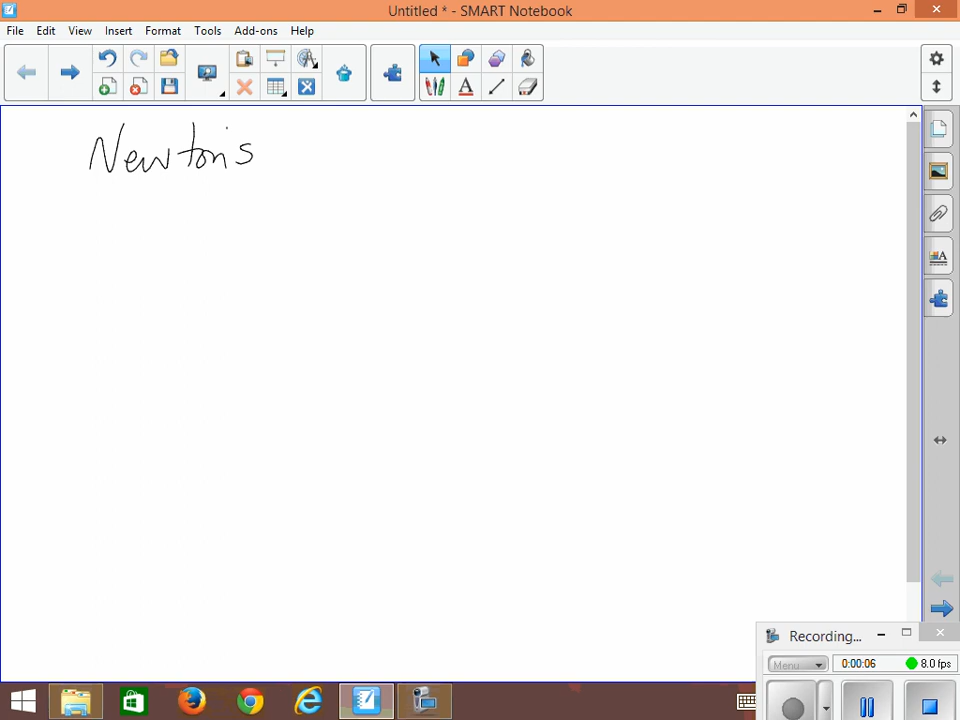 Untitled * - SMART Notebook
File Edit View Insert Format Tools Add-ons Help
Newton's
Recording...
Menu 0:00:06 8.0 fps